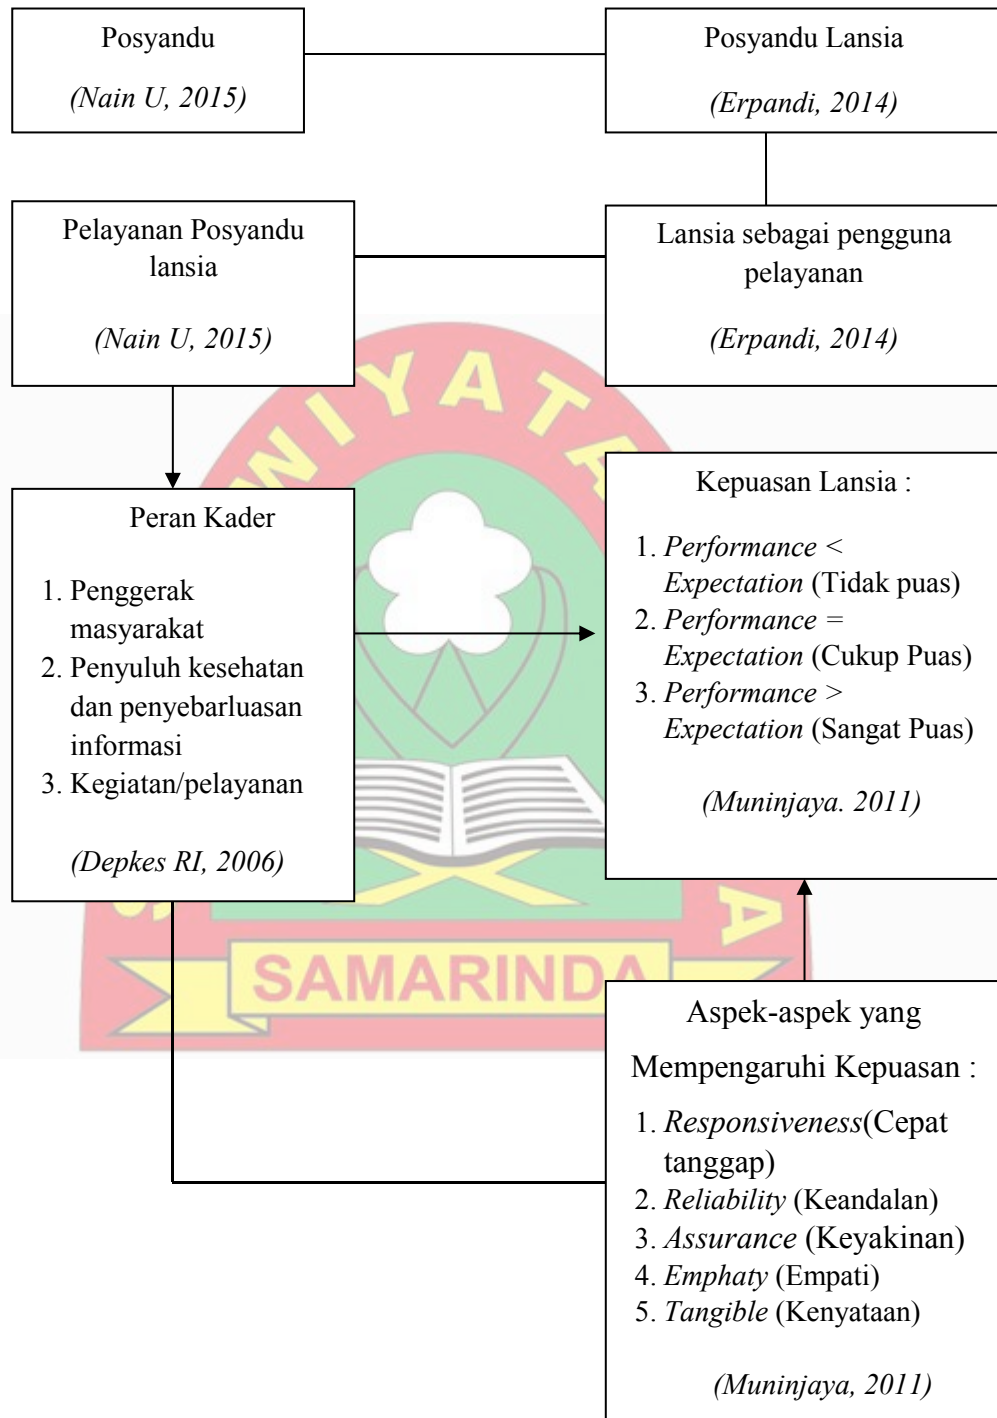 Posyandu
(Nain U, 2015)
Posyandu Lansia
(Erpandi, 2014)
Pelayanan Posyandu
lansia
(Nain U, 2015)
Lansia sebagai pengguna
pelayanan
(Erpandi, 2014)
WIYATA
Peran Kader
1. Penggerak
masyarakat
2. Penyuluh kesehatan
dan penyebarluasan
informasi
3. Kegiatan/pelayanan
(Depkes RI, 2006)
Kepuasan Lansia :
1. Performance <
Expectation (Tidak puas)
2. Performance =
Expectation (Cukup Puas)
3. Performance >
Expectation (Sangat Puas)
(Muninjaya. 2011)
S
A
SAMARINDA
Aspek-aspek yang
Mempengaruhi Kepuasan :
1. Responsiveness(Cepat
tanggap)
2. Reliability (Keandalan)
3. Assurance (Keyakinan)
4. Emphaty (Empati)
5. Tangible (Kenyataan)
(Muninjaya, 2011)